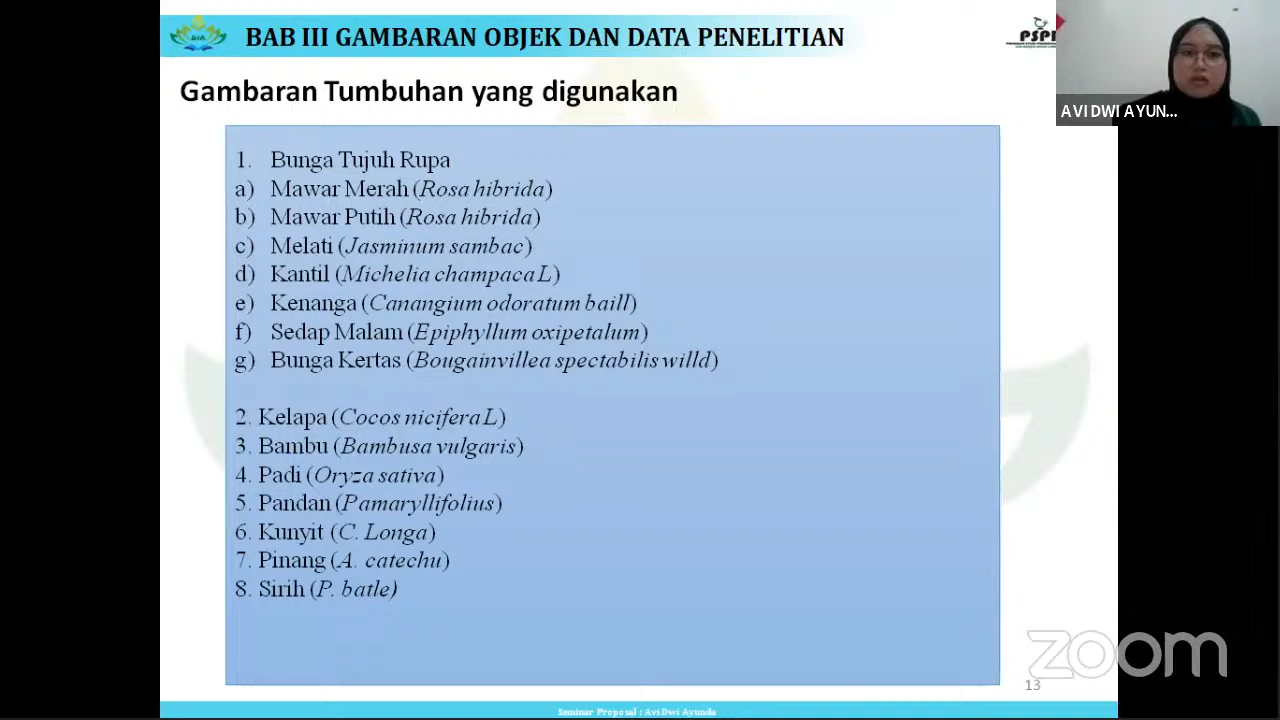 BAB III GAMBARAN OBJEK DAN DATA PENELITIAN
Gambaran Tumbuhan yang digunakan
1. Bunga Tujuh Rupa
a) Mawar Merah (Rosa hibrida)
b) Mawar Putih (Rosa hibrida)
c) Melati (Jasminum sambac)
d) Kantil (Michelia champaca L)
e) Kenanga (Canangium odoratum baill)
f) Sedap Malam (Epiphyllum oxipetalum)
g) Bunga Kertas (Bougainvillea spectabilis willd)
2. Kelapa (Cocos nicifera L)
3. Bambu (Bambusa vulgaris)
4. Padi (Oryza sativa)
5. Pandan (Pamaryllifolius)
6. Kunyit (C. Longa)
7. Pinang (A. catechu)
8. Sirih (P. batle)
13
Seminar Proposal : Avi Dwi Ayunda
AVI DWI AYUN...
zoom